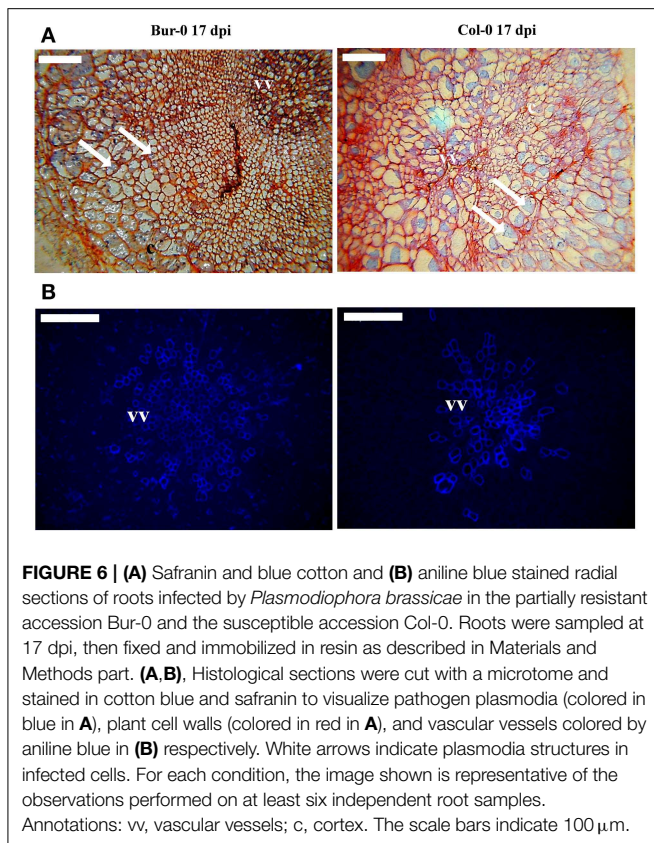 A
Bur-0 17 dpi
Col-0 17 dpi
vv
c
c
vv
B
vv
vv
FIGURE 6 | (A) Safranin and blue cotton and (B) aniline blue stained radial
sections of roots infected by Plasmodiophora brassicae in the partially resistant
accession Bur-0 and the susceptible accession Col-0. Roots were sampled at
17 dpi, then fixed and immobilized in resin as described in Materials and
Methods part. (A,B), Histological sections were cut with a microtome and
stained in cotton blue and safranin to visualize pathogen plasmodia (colored in
blue in A), plant cell walls (colored in red in A), and vascular vessels colored by
aniline blue in (B) respectively. White arrows indicate plasmodia structures in
infected cells. For each condition, the image shown is representative of the
observations performed on at least six independent root samples.
Annotations: vv, vascular vessels; c, cortex. The scale bars indicate 100 μm.